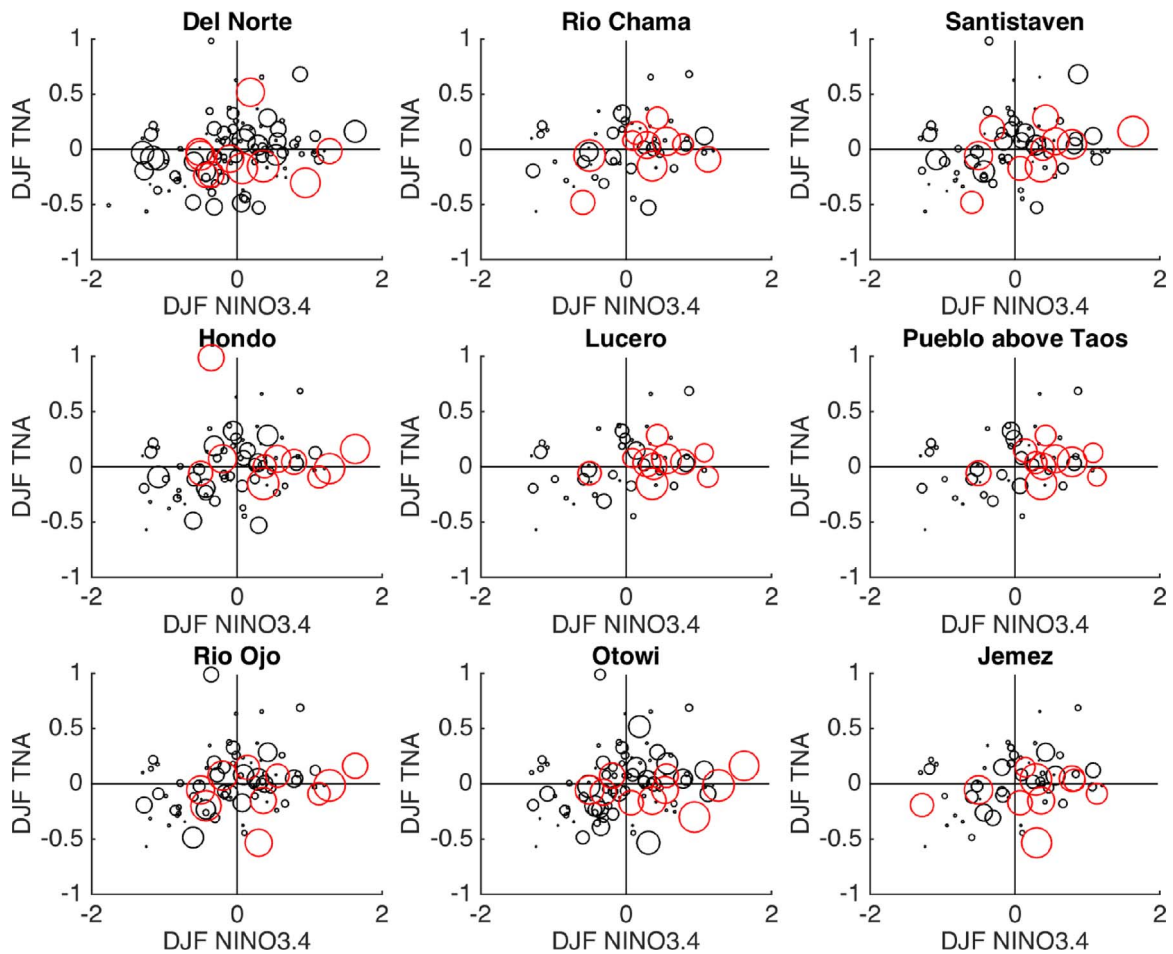 Del Norte
Rio Chama
Santistaven
1
0.5
0
-0.5
-1
DJF TNA
-2
0
2
DJF NINO3.4
1
0.5
0
-0.5
-1
DJF TNA
-2
0
2
DJF NINO3.4
1
0.5
0
-0.5
-1
DJF TNA
-2
0
2
DJF NINO3.4
Hondo
Lucero
Pueblo above Taos
1
0.5
0
-0.5
-1
DJF TNA
-2
0
2
DJF NINO3.4
1
0.5
0
-0.5
-1
DJF TNA
-2
0
2
DJF NINO3.4
1
0.5
0
-0.5
-1
DJF TNA
-2
0
2
DJF NINO3.4
Rio Ojo
Otowi
Jemez
1
0.5
0
-0.5
-1
DJF TNA
-2
0
2
DJF NINO3.4
1
0.5
0
-0.5
-1
DJF TNA
-2
0
2
DJF NINO3.4
1
0.5
0
-0.5
-1
DJF TNA
-2
0
2
DJF NINO3.4